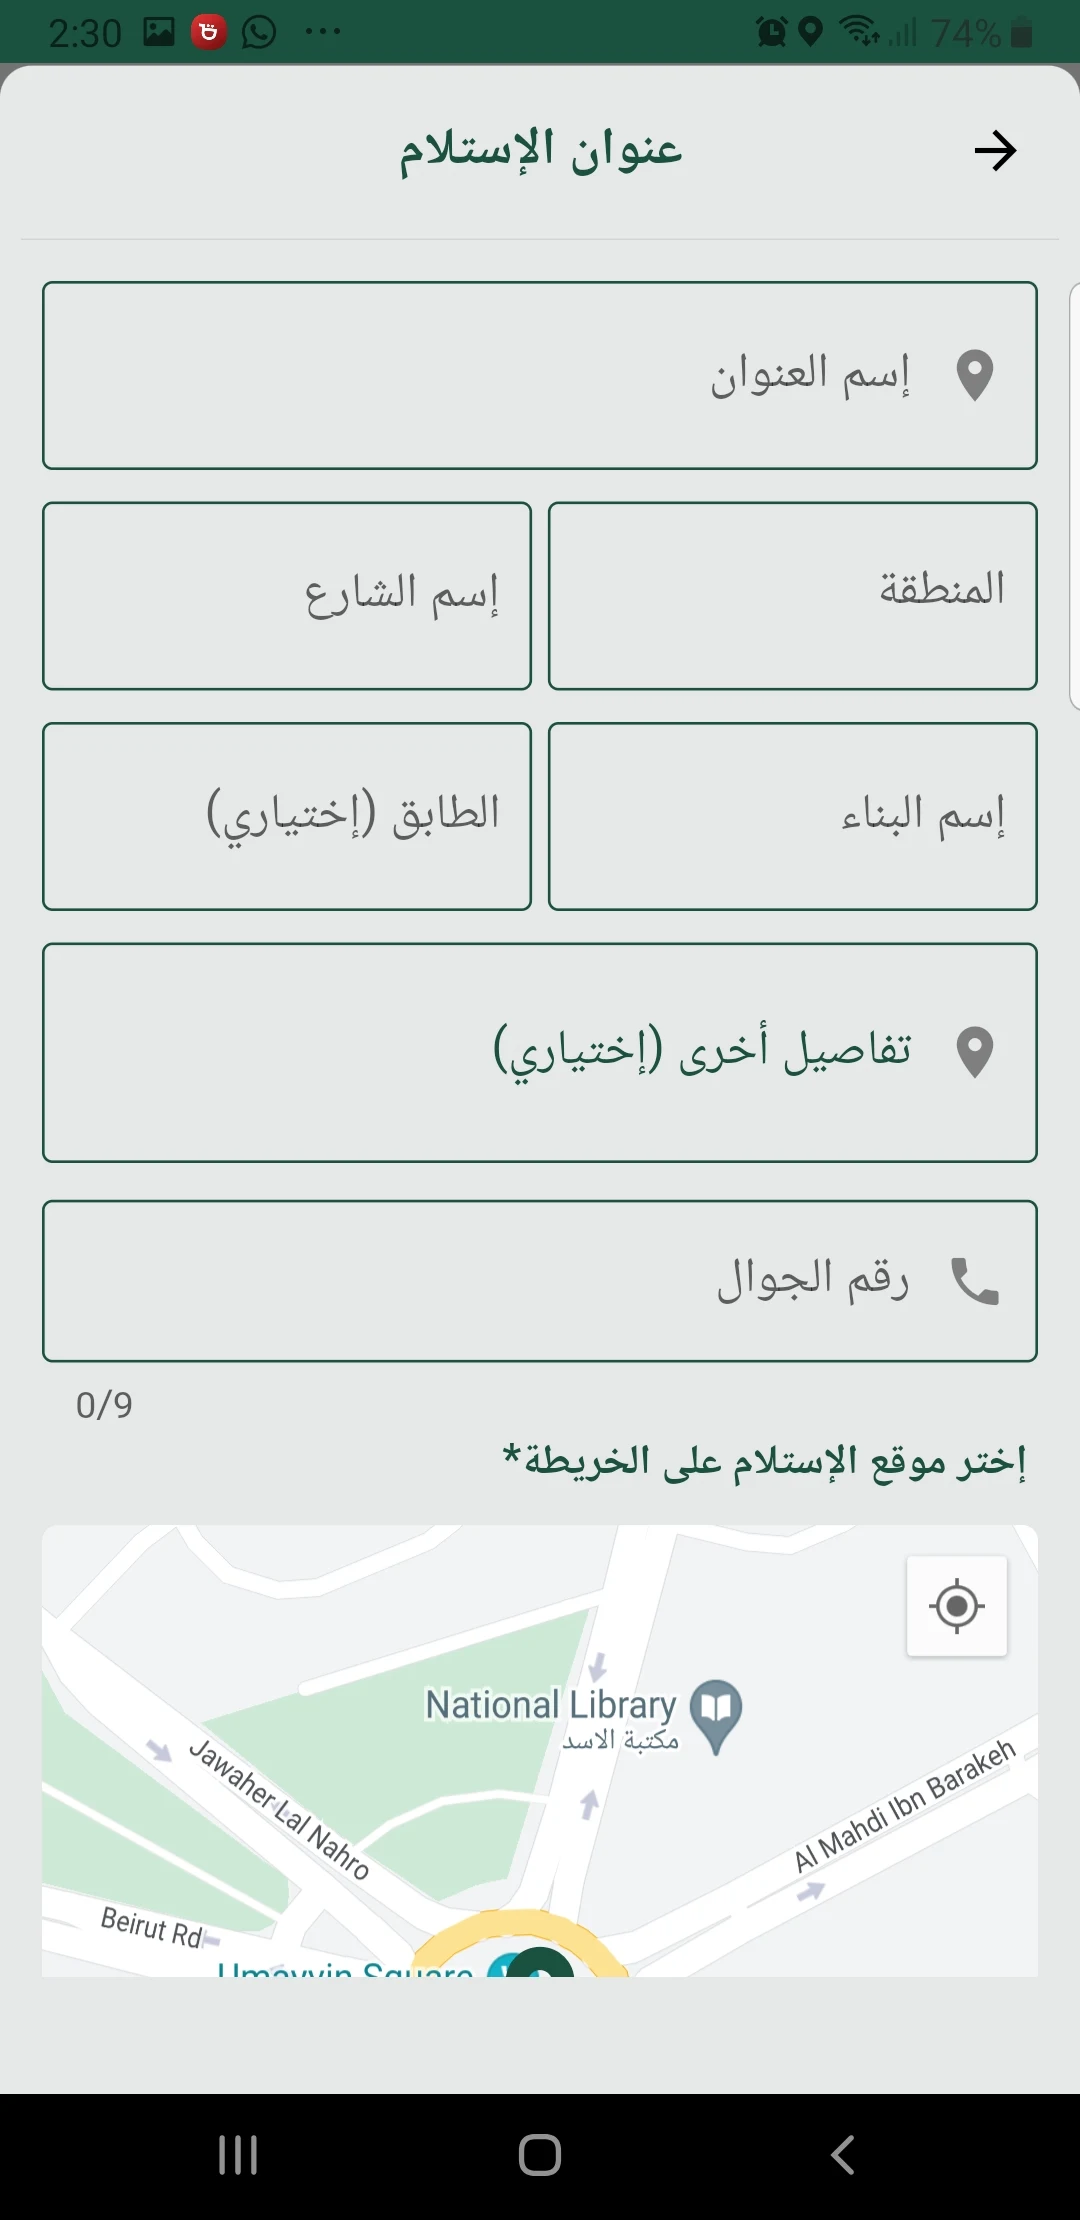 2:30
74%
عنوان الإستلام
إسم العنوان
المنطقة
إسم الشارع
إسم البناء
الطابق (إختياري)
تفاصيل أخرى (إختياري)
رقم الجوال
0/9
إختر موقع الإستلام على الخريطة*
National Library
مكتبة الاسد
Jawaher Lal Nahro
Al Mahdi Ibn Barakeh
Beirut Rd
Umayyin Square